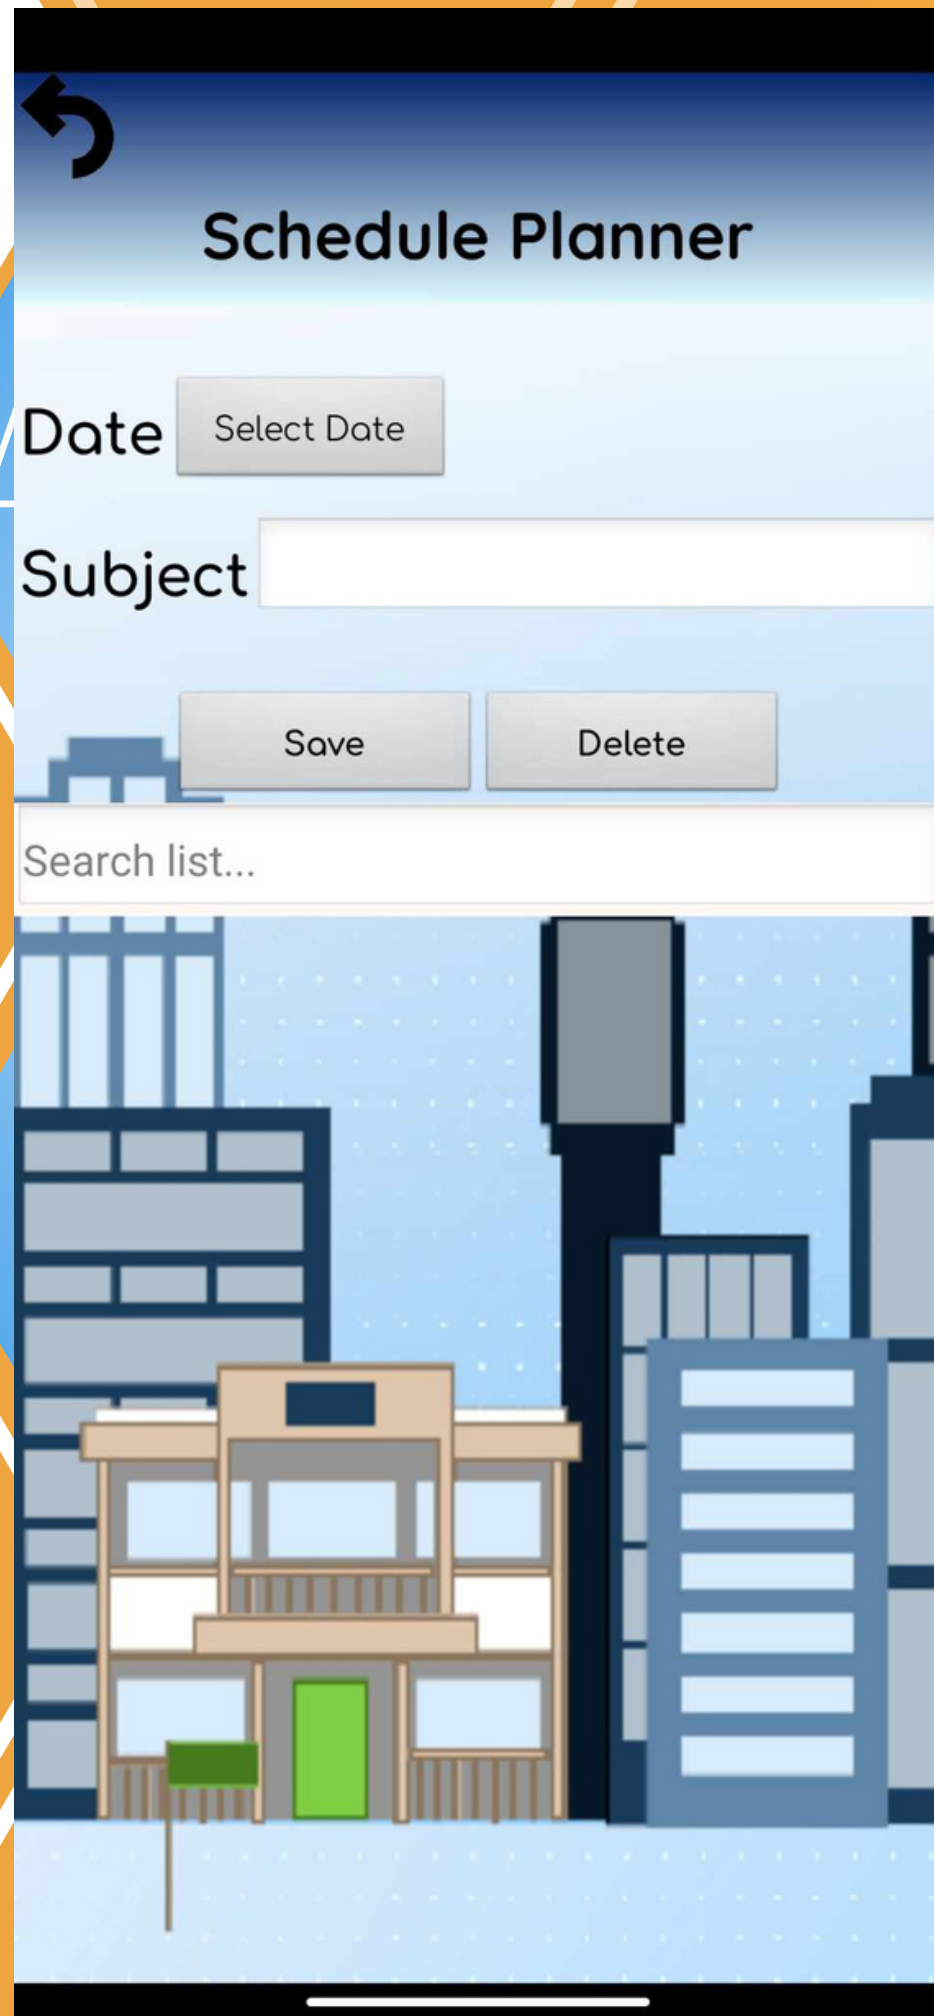 Schedule Planner
Date Select Date
Subject
Save Delete
Search list...